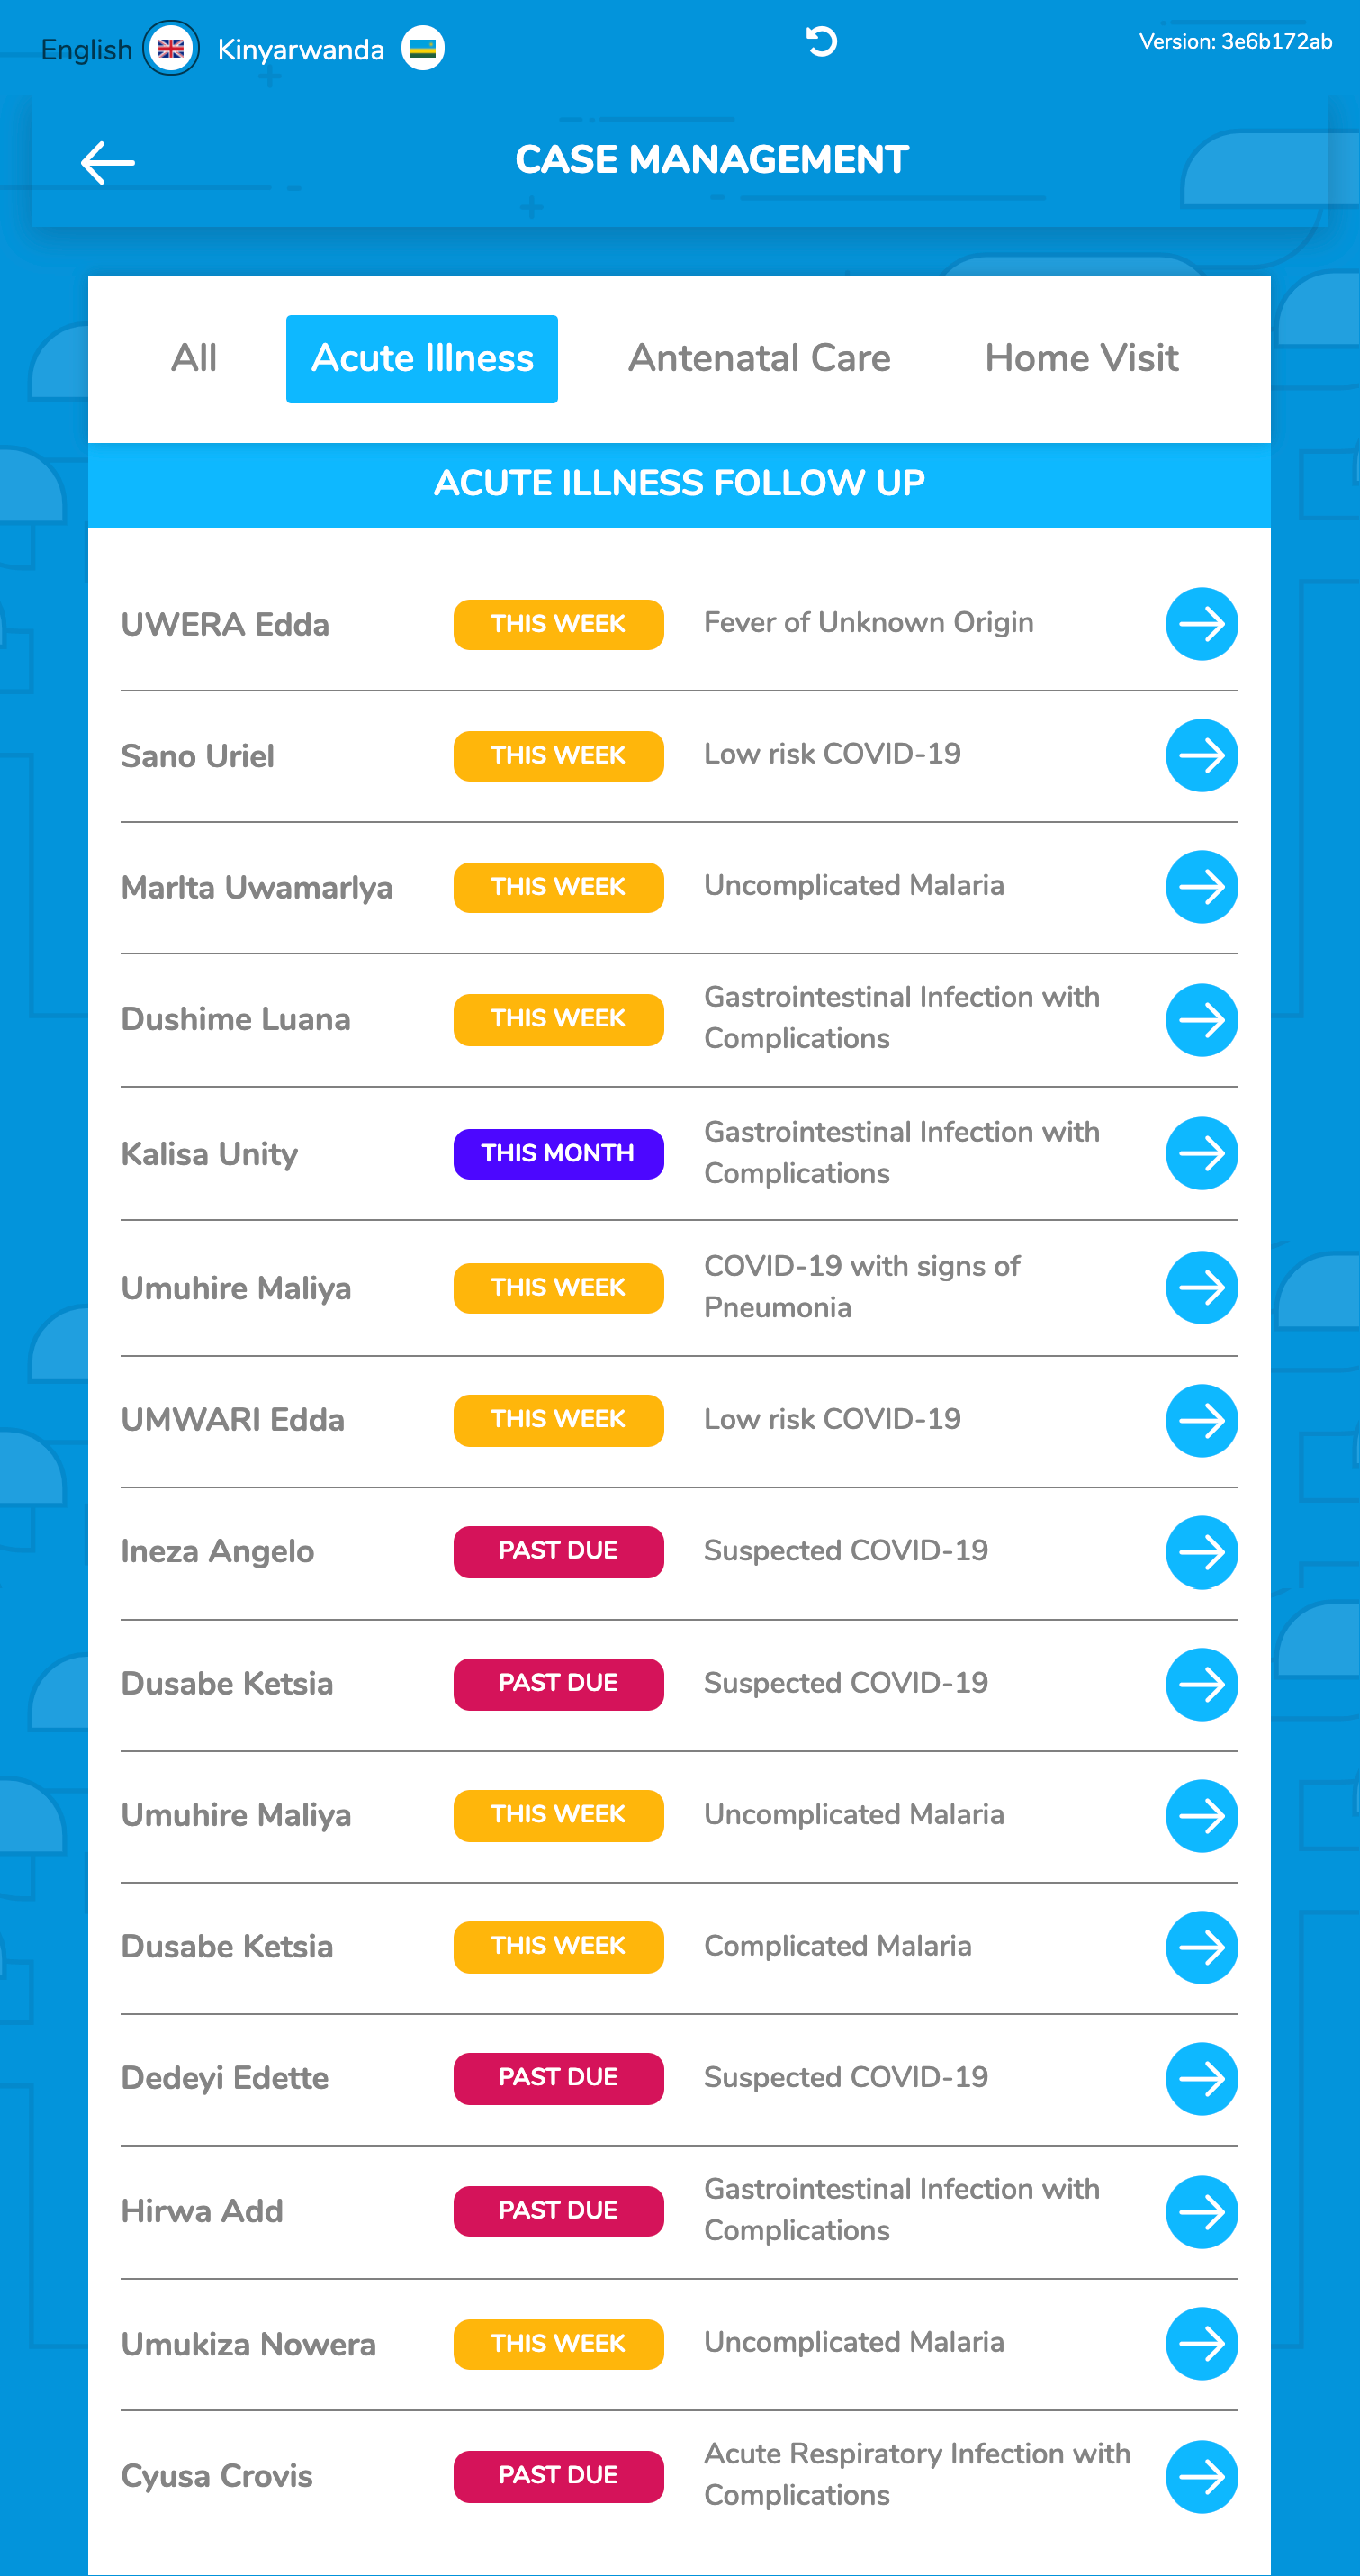 English Kinyarwanda Version: 3e6b172ab
CASE MANAGEMENT
All Acute Illness Antenatal Care Home Visit
ACUTE ILLNESS FOLLOW UP
UWERA Edda THIS WEEK Fever of Unknown Origin
Sano Uriel THIS WEEK Low risk COVID-19
MarIta UwamarIya THIS WEEK Uncomplicated Malaria
Dushime Luana THIS WEEK Gastrointestinal Infection with
Complications
Kalisa Unity THIS MONTH Gastrointestinal Infection with
Complications
Umuhire Maliya THIS WEEK COVID-19 with signs of
Pneumonia
UMWARI Edda THIS WEEK Low risk COVID-19
Ineza Angelo PAST DUE Suspected COVID-19
Dusabe Ketsia PAST DUE Suspected COVID-19
Umuhire Maliya THIS WEEK Uncomplicated Malaria
Dusabe Ketsia THIS WEEK Complicated Malaria
Dedeyi Edette PAST DUE Suspected COVID-19
Hirwa Add PAST DUE Gastrointestinal Infection with
Complications
Umukiza Nowera THIS WEEK Uncomplicated Malaria
Cyusa Crovis PAST DUE Acute Respiratory Infection with
Complications